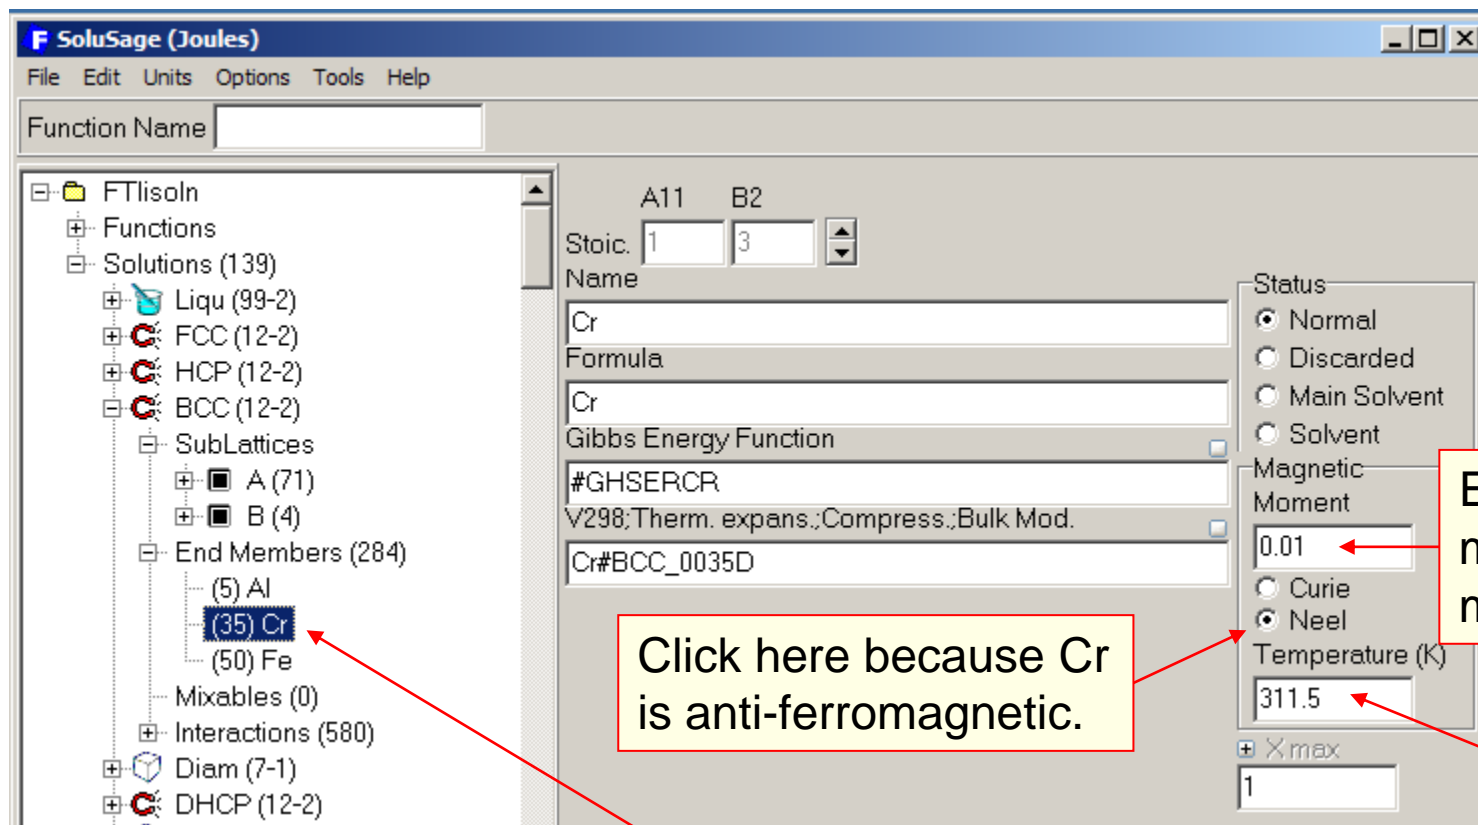 SoluSage (Joules)
File Edit Units Options Tools Help
Function Name
FTlisoln
Functions
Solutions (139)
Liqu (99-2)
FCC (12-2)
HCP (12-2)
BCC (12-2)
SubLattices
A (71)
B (4)
End Members (284)
(5) Al
(35) Cr
(50) Fe
Mixables (0)
Interactions (580)
Diam (7-1)
DHCP (12-2)
A11 B2
Stoic. 1 3
Name
Cr
Formula
Cr
Gibbs Energy Function
#GHSERCR
V298;Therm. expans.;Compress.;Bulk Mod.
Cr#BCC_0035D
Click here because Cr
is anti-ferromagnetic.
Status
Normal
Discarded
Main Solvent
Solvent
Magnetic
Moment
0.01
Curie
Neel
Temperature (K)
311.5
Xmax
1